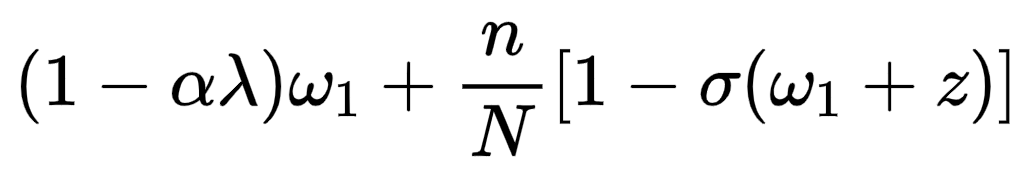 (1 − αλ)ω₁ + n/N [1 − σ(ω₁ + z)]